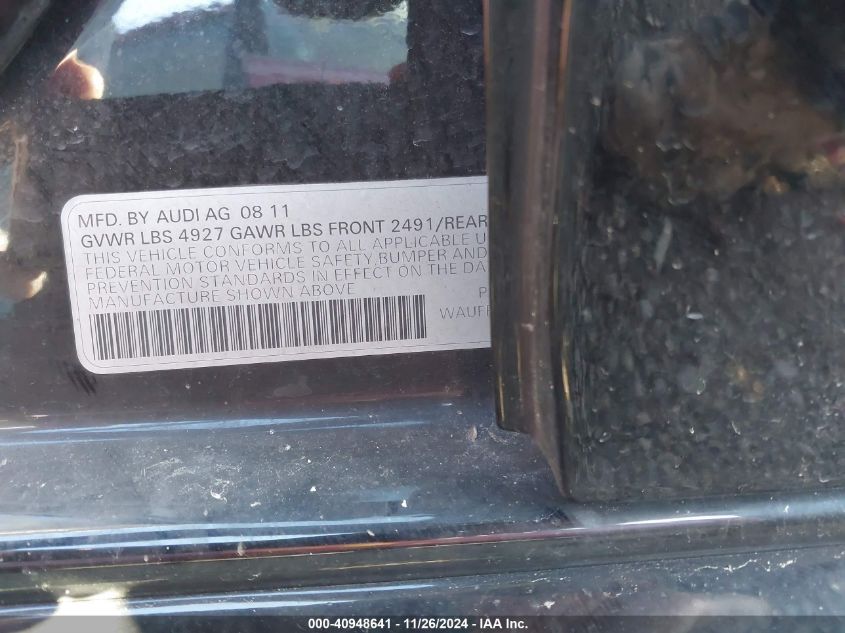 MFD. BY AUDI AG 08 11
GVWR LBS 4927 GAWR LBS FRONT 2491/REAR
THIS VEHICLE CONFORMS TO ALL APPLICABLE U
FEDERAL MOTOR VEHICLE SAFETY,BUMPER AND
PREVENTION STANDARDS IN EFFECT ON THE DA
MANUFACTURE SHOWN ABOVE P
WAUFF
000-40948641 - 11/26/2024 - IAA Inc.